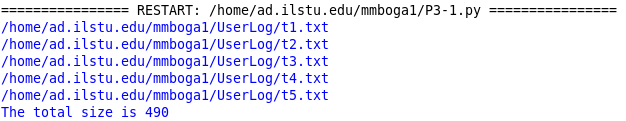 ================ RESTART: /home/ad.ilstu.edu/mmboga1/P3-1.py ================
/home/ad.ilstu.edu/mmboga1/UserLog/t1.txt
/home/ad.ilstu.edu/mmboga1/UserLog/t2.txt
/home/ad.ilstu.edu/mmboga1/UserLog/t3.txt
/home/ad.ilstu.edu/mmboga1/UserLog/t4.txt
/home/ad.ilstu.edu/mmboga1/UserLog/t5.txt
The total size is 490